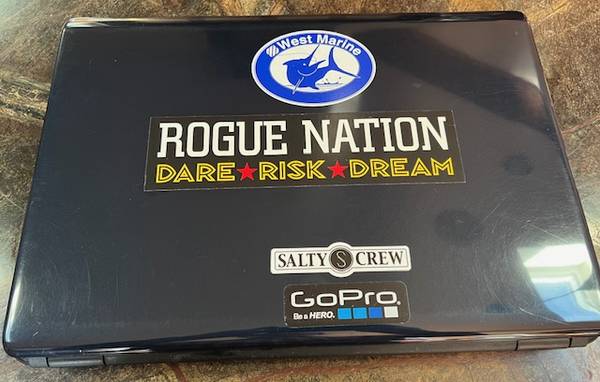 West Marine
ROGUE NATION
DARE★RISK★DREAM
SALTY S CREW
GoPro
Be a HERO.